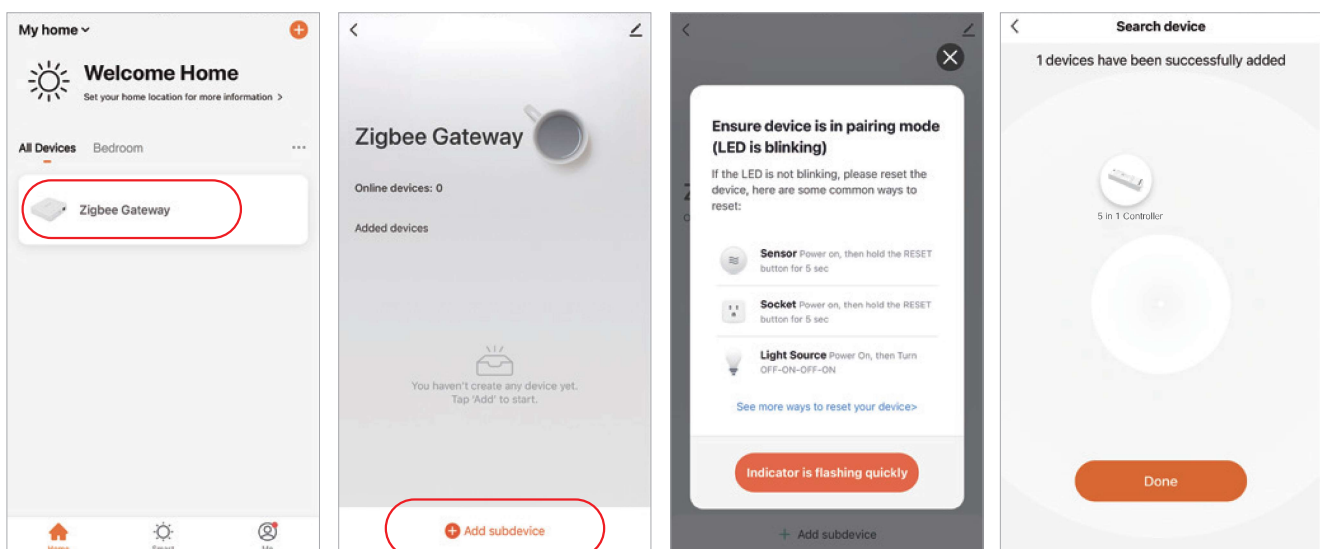 My home
Welcome Home
Set your home location for more information >
All Devices Bedroom ...
Zigbee Gateway
Home Smart Me
Zigbee Gateway
Online devices: 0
Added devices
You haven't create any device yet.
Tap 'Add' to start.
Add subdevice
Ensure device is in pairing mode
(LED is blinking)
If the LED is not blinking, please reset the
device, here are some common ways to
reset:
Sensor Power on, then hold the RESET
button for 5 sec
Socket Power on, then hold the RESET
button for 5 sec
Light Source Power On, then Turn
OFF-ON-OFF-ON
See more ways to reset your device>
Indicator is flashing quickly
+ Add subdevice
Search device
1 devices have been successfully added
5 in 1 Controller
Done